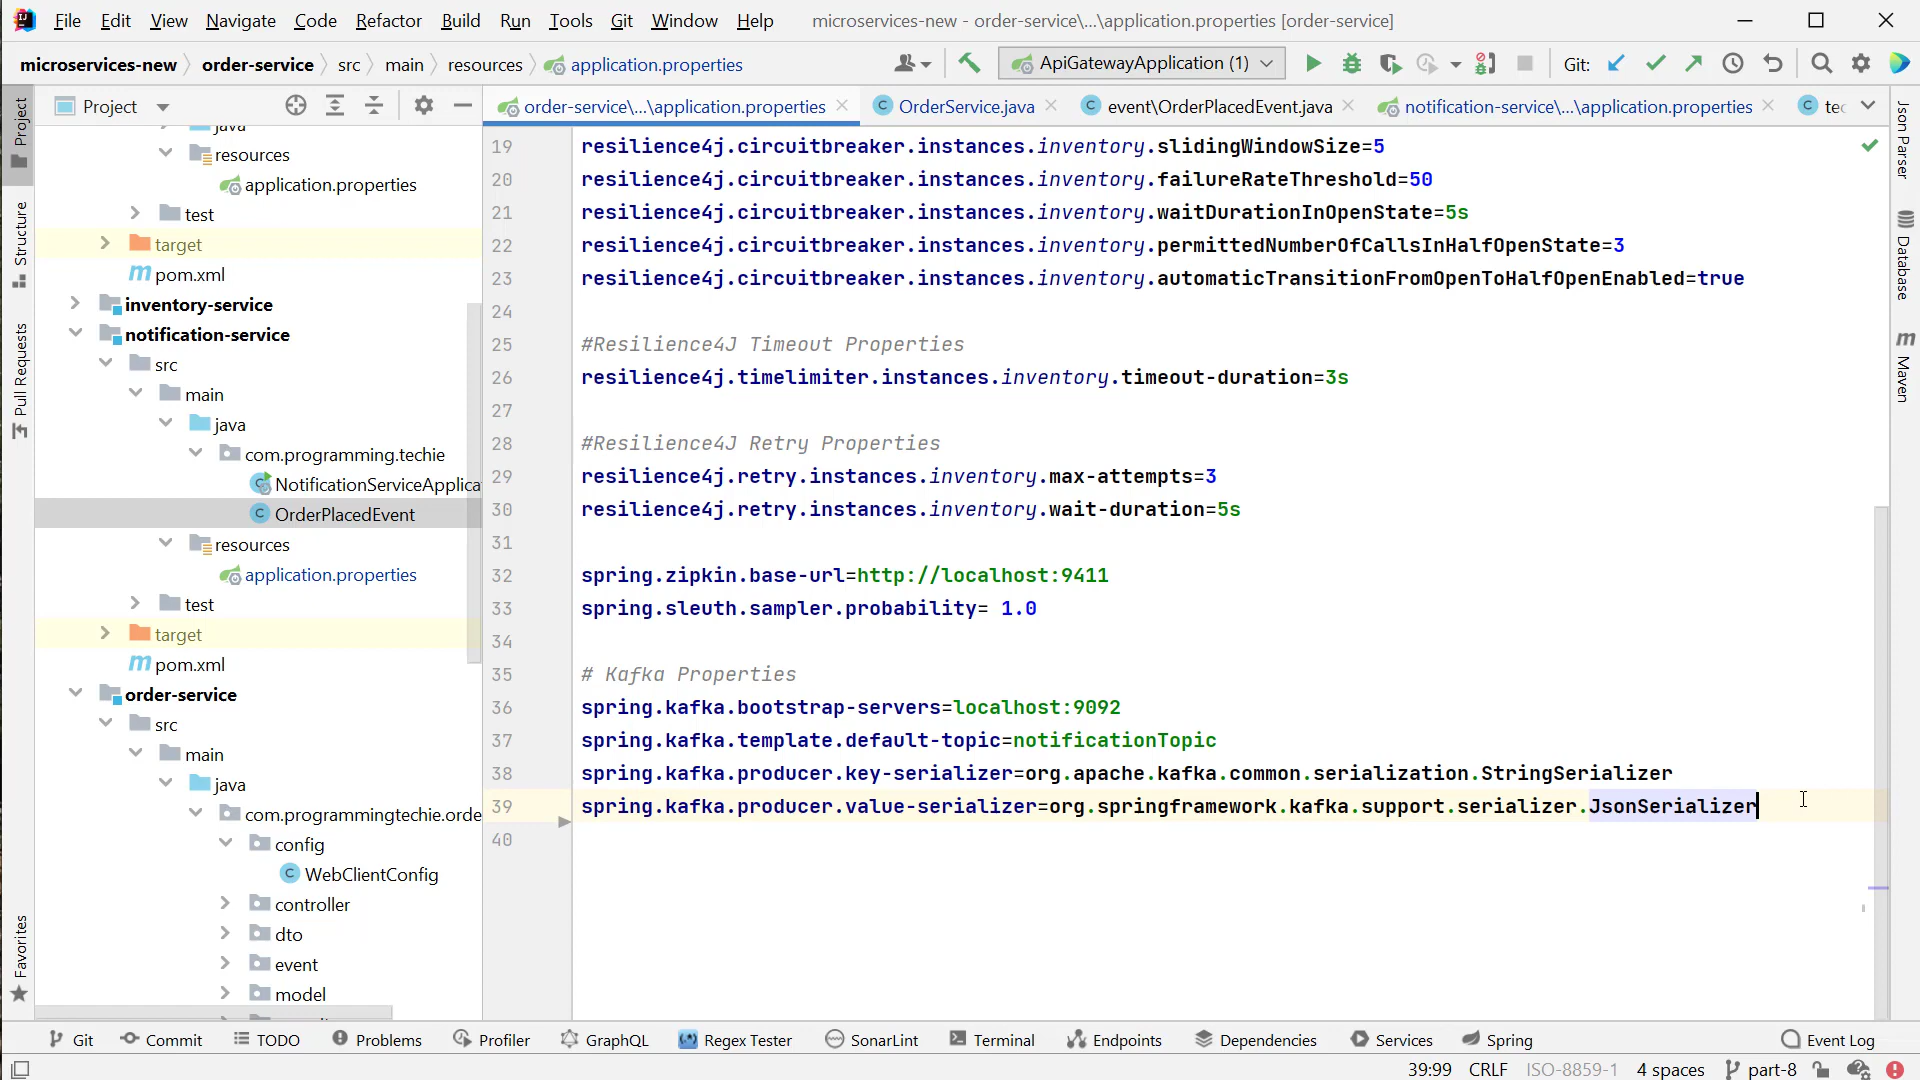 File Edit View Navigate Code Refactor Build Run Tools Git Window Help microservices-new - order-service\...\application.properties [order-service]
microservices-new order-service src main resources application.properties ApiGatewayApplication (1) Git:
Project
order-service\...\application.properties OrderService.java event\OrderPlacedEvent.java notification-service\...\application.properties
Project
Structure
Pull Requests
Favorites
java
resources
application.properties
test
target
pom.xml
inventory-service
notification-service
src
main
java
com.programming.techie
NotificationServiceApplica
OrderPlacedEvent
resources
application.properties
test
target
pom.xml
order-service
src
main
java
com.programmingtechie.orde
config
WebClientConfig
controller
dto
event
model
19 resilience4j.circuitbreaker.instances.inventory.slidingWindowSize=5
20 resilience4j.circuitbreaker.instances.inventory.failureRateThreshold=50
21 resilience4j.circuitbreaker.instances.inventory.waitDurationInOpenState=5s
22 resilience4j.circuitbreaker.instances.inventory.permittedNumberOfCallsInHalfOpenState=3
23 resilience4j.circuitbreaker.instances.inventory.automaticTransitionFromOpenToHalfOpenEnabled=true
24
25 #Resilience4J Timeout Properties
26 resilience4j.timelimiter.instances.inventory.timeout-duration=3s
27
28 #Resilience4J Retry Properties
29 resilience4j.retry.instances.inventory.max-attempts=3
30 resilience4j.retry.instances.inventory.wait-duration=5s
31
32 spring.zipkin.base-url=http://localhost:9411
33 spring.sleuth.sampler.probability= 1.0
34
35 # Kafka Properties
36 spring.kafka.bootstrap-servers=localhost:9092
37 spring.kafka.template.default-topic=notificationTopic
38 spring.kafka.producer.key-serializer=org.apache.kafka.common.serialization.StringSerializer
39 spring.kafka.producer.value-serializer=org.springframework.kafka.support.serializer.JsonSerializer
40
Json Parser
Database
Maven
Git Commit TODO Problems Profiler GraphQL Regex Tester SonarLint Terminal Endpoints Dependencies Services Spring Event Log
39:99 CRLF ISO-8859-1 4 spaces part-8